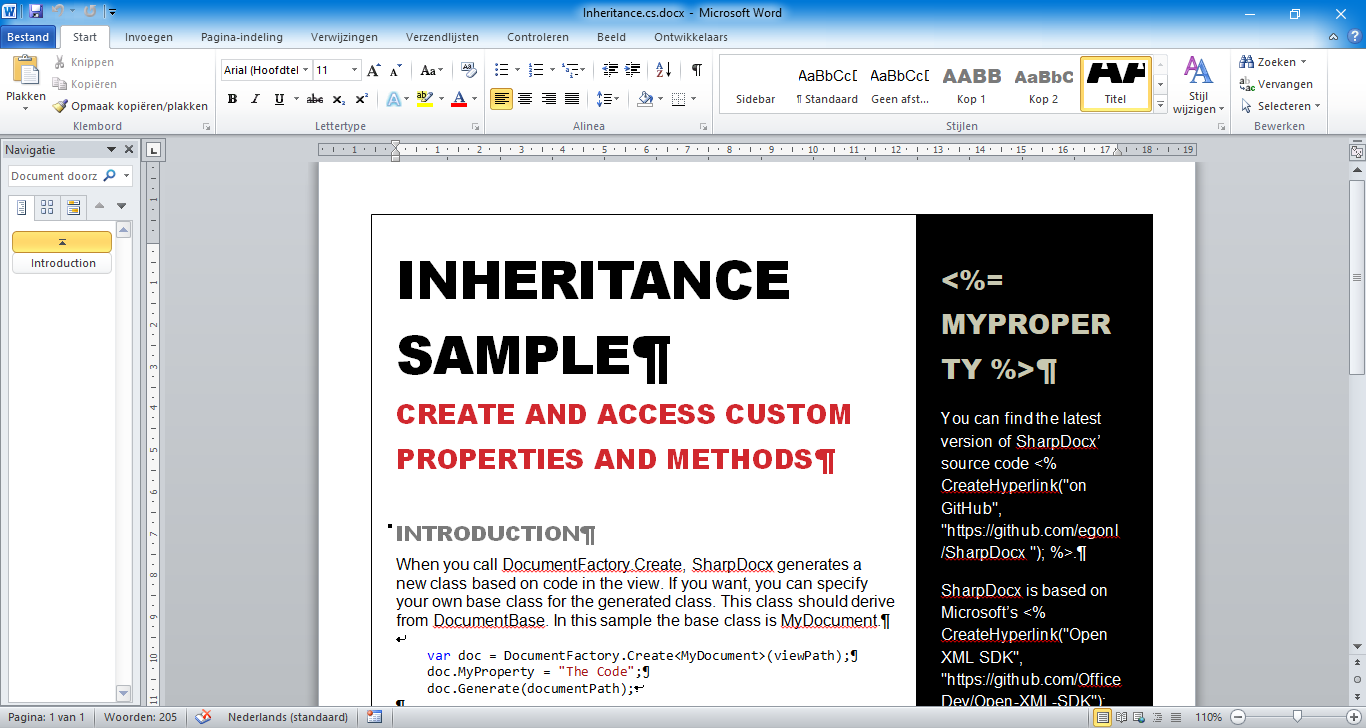 Inheritance.cs.docx - Microsoft Word
Bestand Start Invoegen Pagina-indeling Verwijzingen Verzendlijsten Controleren Beeld Ontwikkelaars
Plakken
Knippen
Kopiëren
Opmaak kopiëren/plakken
Klembord
Arial (Hoofdtel 11
Lettertype
Alinea
Sidebar
AaBbCcI ¶ Standaard
AaBbCcDc Geen afst...
AABB Kop 1
AaBbC Kop 2
Titel
Stijl wijzigen
Stijlen
Zoeken
Vervangen
Selecteren
Bewerken
Navigatie
Document doorz
Introduction
INHERITANCE
SAMPLE¶
CREATE AND ACCESS CUSTOM
PROPERTIES AND METHODS¶
INTRODUCTION¶
When you call DocumentFactory.Create, SharpDocx generates a
new class based on code in the view. If you want, you can specify
your own base class for the generated class. This class should derive
from DocumentBase. In this sample the base class is MyDocument.¶
var doc = DocumentFactory.Create<MyDocument>(viewPath);¶
doc.MyProperty = "The Code";¶
doc.Generate(documentPath);
<%=
MYPROPER
TY %>¶
You can find the latest
version of SharpDocx'
source code <%
CreateHyperlink("on
GitHub",
"https://github.com/egonl
/SharpDocx "); %>.¶
SharpDocx is based on
Microsoft's <%
CreateHyperlink("Open
XML SDK",
"https://github.com/Office
Dev/Open-XML-SDK");
Pagina: 1 van 1 Woorden: 205 Nederlands (standaard) 110%